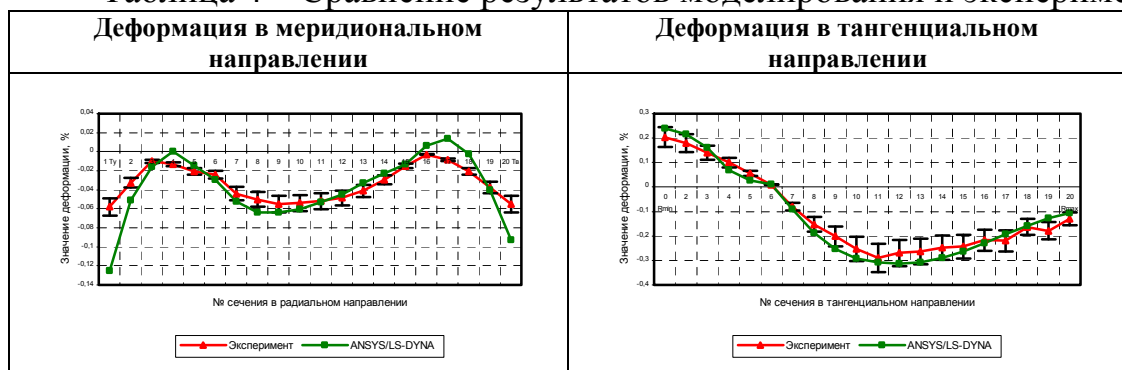 Таблица 4 – Сравнение результатов моделирования и эксперимен
Деформация в меридиональном
направлении
Деформация в тангенциальном
направлении
Значение деформации, %
0,04
0,02
0
-0,02
-0,04
-0,06
-0,08
-0,1
-0,12
-0,14
1 Ту 2 3 4 5 6 7 8 9 10 11 12 13 14 15 16 17 18 19 20 Тв
№ сечения в радиальном направлении
Эксперимент ANSYS/LS-DYNA
Значение деформации, %
0,3
0,2
0,1
0
-0,1
-0,2
-0,3
-0,4
0 2 3 4 5 6 7 8 9 10 11 12 13 14 15 16 17 18 19 20
Rmin Rmax
№ сечения в тангенциальном направлении
Эксперимент ANSYS/LS-DYNA